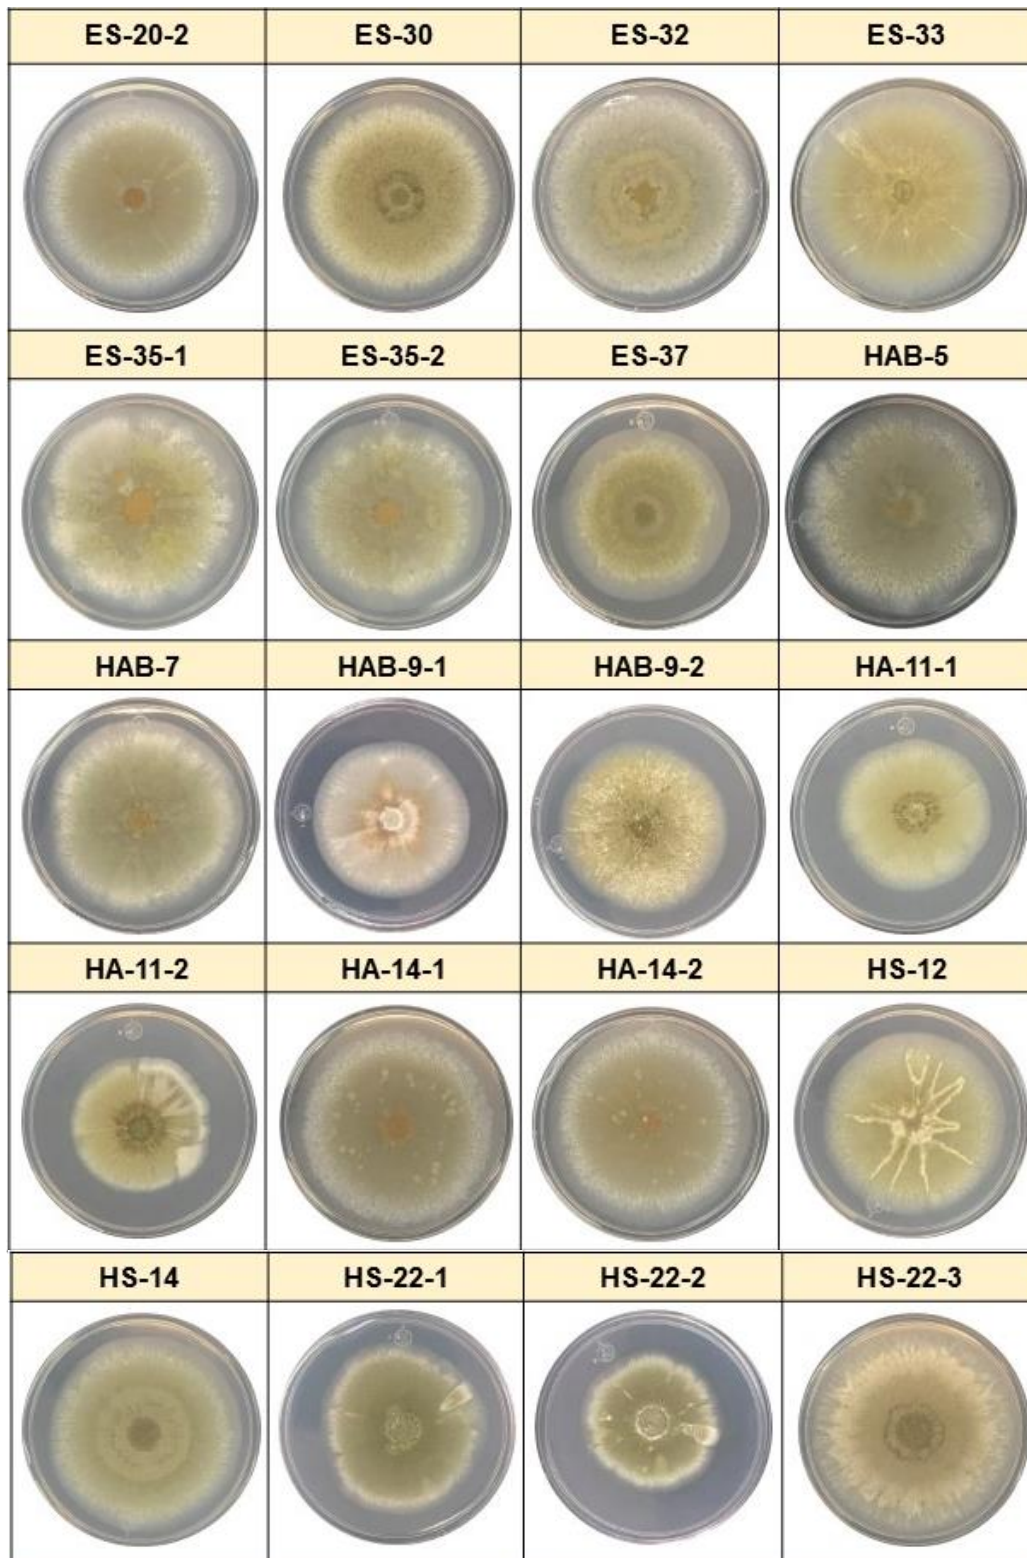 ES-20-2 ES-30 ES-32 ES-33
ES-35-1 ES-35-2 ES-37 HAB-5
HAB-7 HAB-9-1 HAB-9-2 HA-11-1
HA-11-2 HA-14-1 HA-14-2 HS-12
HS-14 HS-22-1 HS-22-2 HS-22-3